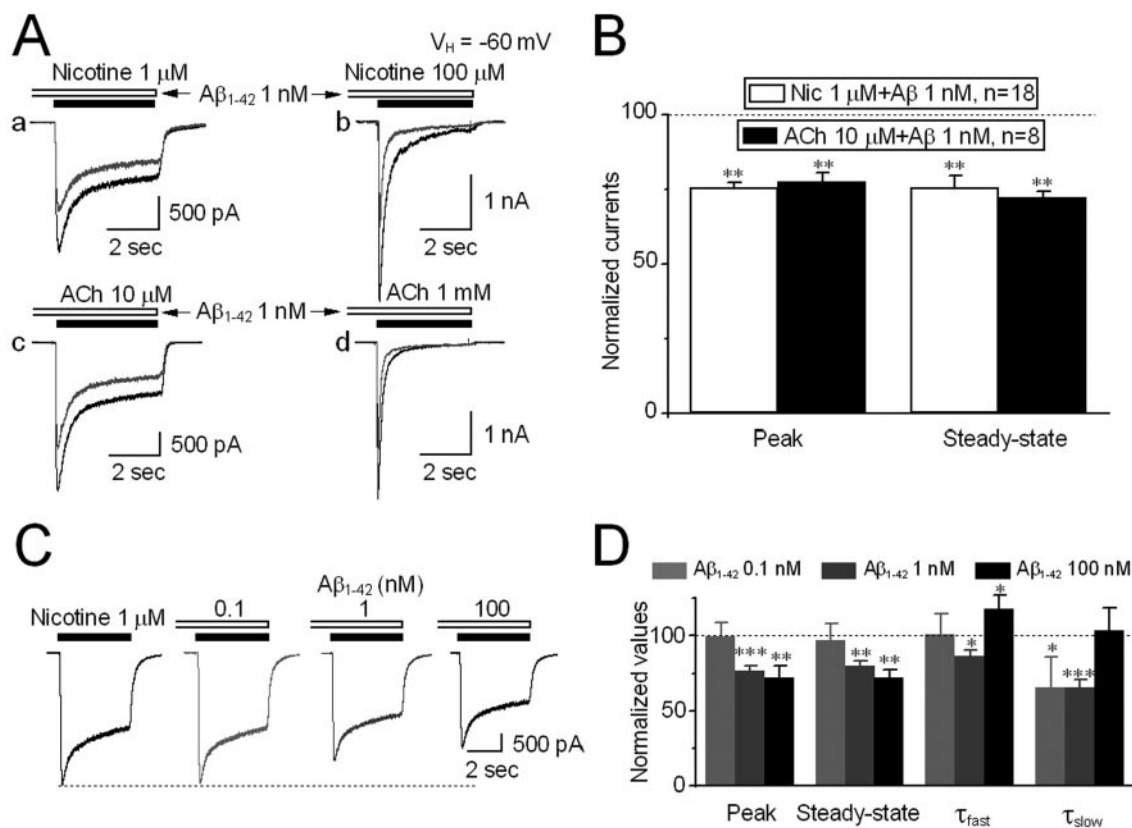 A
V_H = -60 mV
Nicotine 1 μM
Aβ₁₋₄₂ 1 nM
Nicotine 100 μM
a
b
500 pA
2 sec
1 nA
2 sec
ACh 10 μM
Aβ₁₋₄₂ 1 nM
ACh 1 mM
c
d
500 pA
2 sec
1 nA
2 sec
B
Nic 1 μM+Aβ 1 nM, n=18
ACh 10 μM+Aβ 1 nM, n=8
Normalized currents
100
50
0
** ** ** **
Peak Steady-state
C
Aβ₁₋₄₂ (nM)
Nicotine 1 μM 0.1 1 100
500 pA
2 sec
D
Aβ₁₋₄₂ 0.1 nM Aβ₁₋₄₂ 1 nM Aβ₁₋₄₂ 100 nM
Normalized values
100
50
0
*** ** ** ** * * * ***
Peak Steady-state τfast τslow